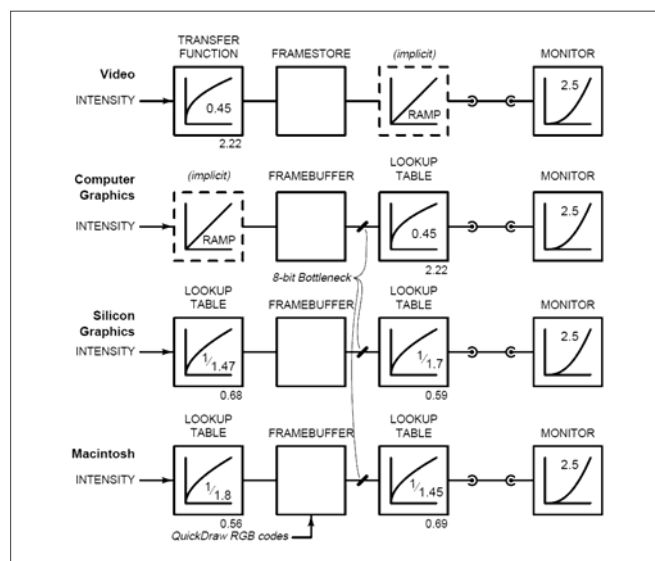 TRANSFER
FUNCTION
FRAMESTORE
(implicit)
MONITOR
Video
INTENSITY
0.45
RAMP
2.5
2.22
Computer
Graphics
(implicit)
FRAMEBUFFER
LOOKUP
TABLE
MONITOR
INTENSITY
RAMP
0.45
2.5
2.22
8-bit Bottleneck
LOOKUP
TABLE
FRAMEBUFFER
LOOKUP
TABLE
MONITOR
Silicon
Graphics
INTENSITY
1/1.47
1/1.7
2.5
0.68
0.59
LOOKUP
TABLE
FRAMEBUFFER
LOOKUP
TABLE
MONITOR
Macintosh
INTENSITY
1/1.8
1/1.45
2.5
0.56
0.69
QuickDraw RGB codes